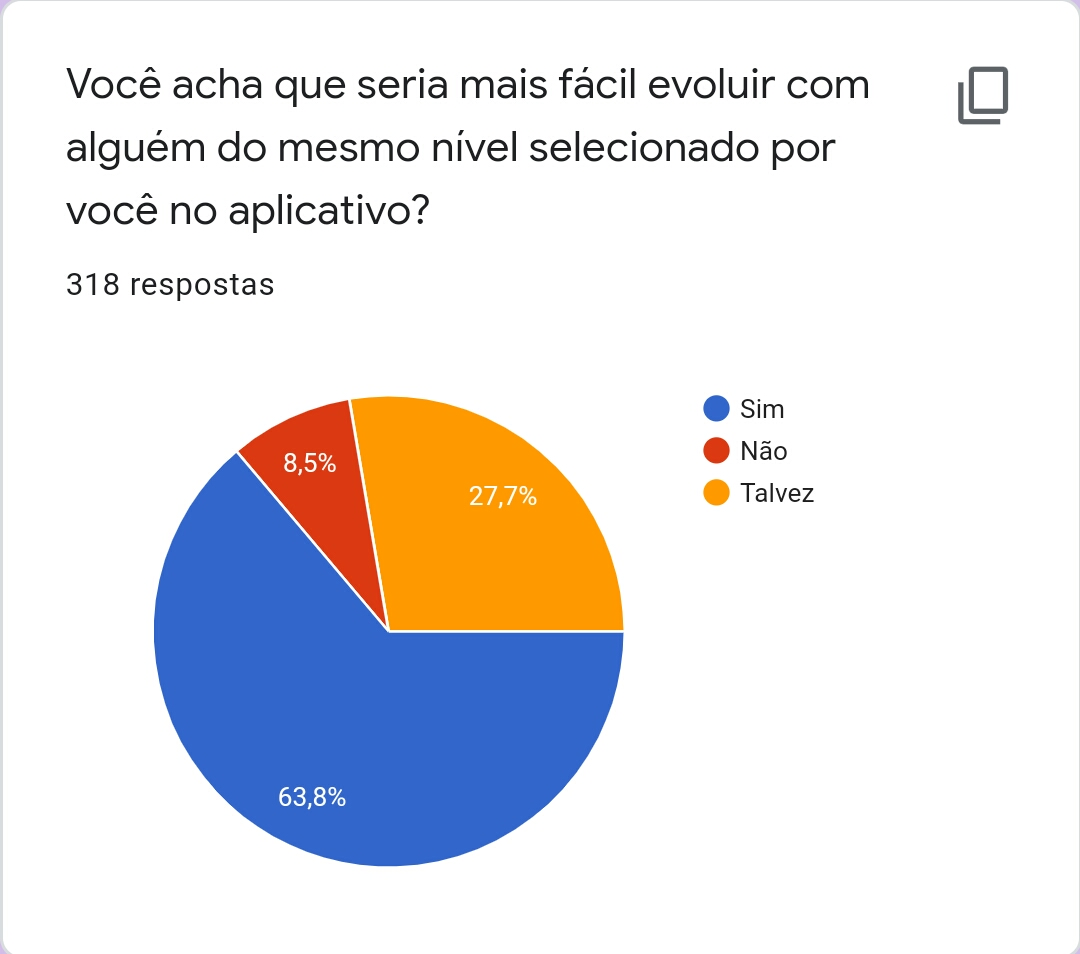 Você acha que seria mais fácil evoluir com
alguém do mesmo nível selecionado por
você no aplicativo?
318 respostas
Sim
Não
Talvez
8,5%
27,7%
63,8%